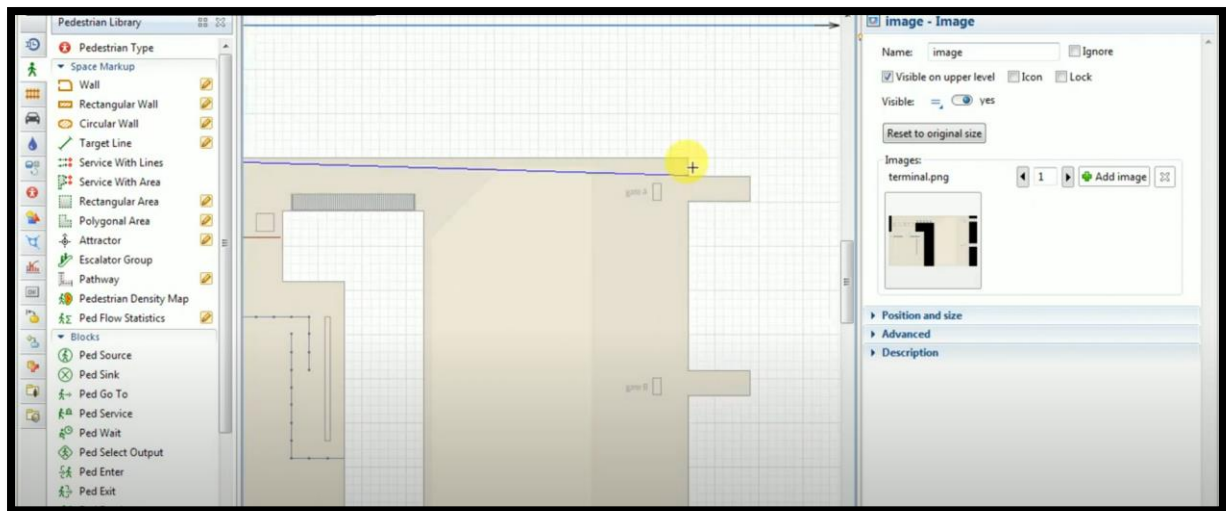 Pedestrian Library
Pedestrian Type
Space Markup
Wall
Rectangular Wall
Circular Wall
Target Line
Service With Lines
Service With Area
Rectangular Area
Polygonal Area
Attractor
Escalator Group
Pathway
Pedestrian Density Map
Ped Flow Statistics
Blocks
Ped Source
Ped Sink
Ped Go To
Ped Service
Ped Wait
Ped Select Output
Ped Enter
Ped Exit
gate A
gate B
image - Image
Name: image Ignore
Visible on upper level Icon Lock
Visible: = yes
Reset to original size
Images:
terminal.png 1 Add image
Position and size
Advanced
Description